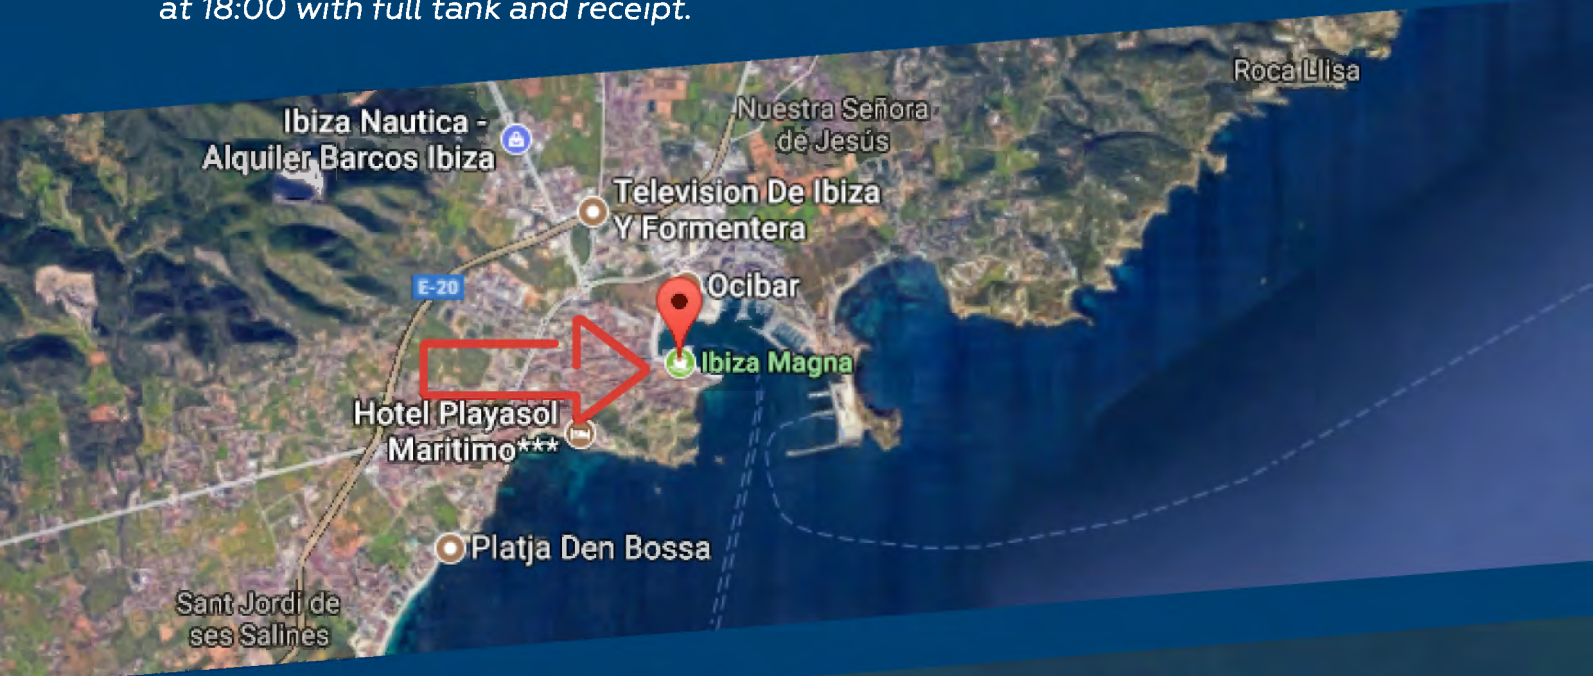 at 18:00 with full tank and receipt.
Roca Llisa
Nuestra Señora
de Jesús
Ibiza Nautica -
Alquiler Barcos Ibiza
Television De Ibiza
Y Formentera
E-20
Ocibar
Ibiza Magna
Hotel Playasol
Maritimo***
Platja Den Bossa
Sant Jordi de
ses Salines